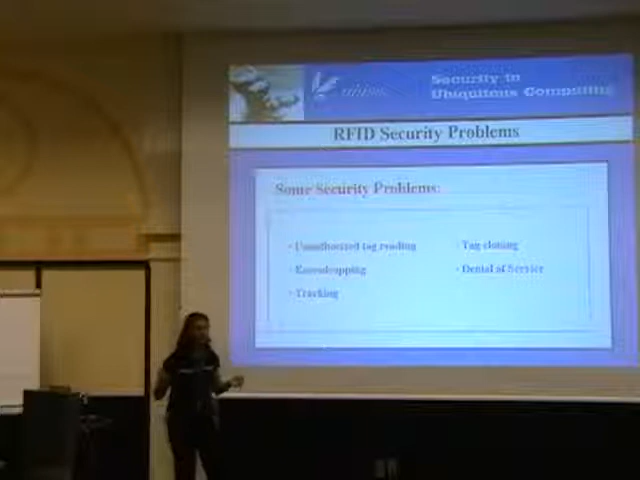 Security in
Ubiquitous Computing
RFID Security Problems
Some Security Problems:
· Unauthorized tag reading
· Eavesdropping
· Tracking
· Tag cloning
· Denial of Service